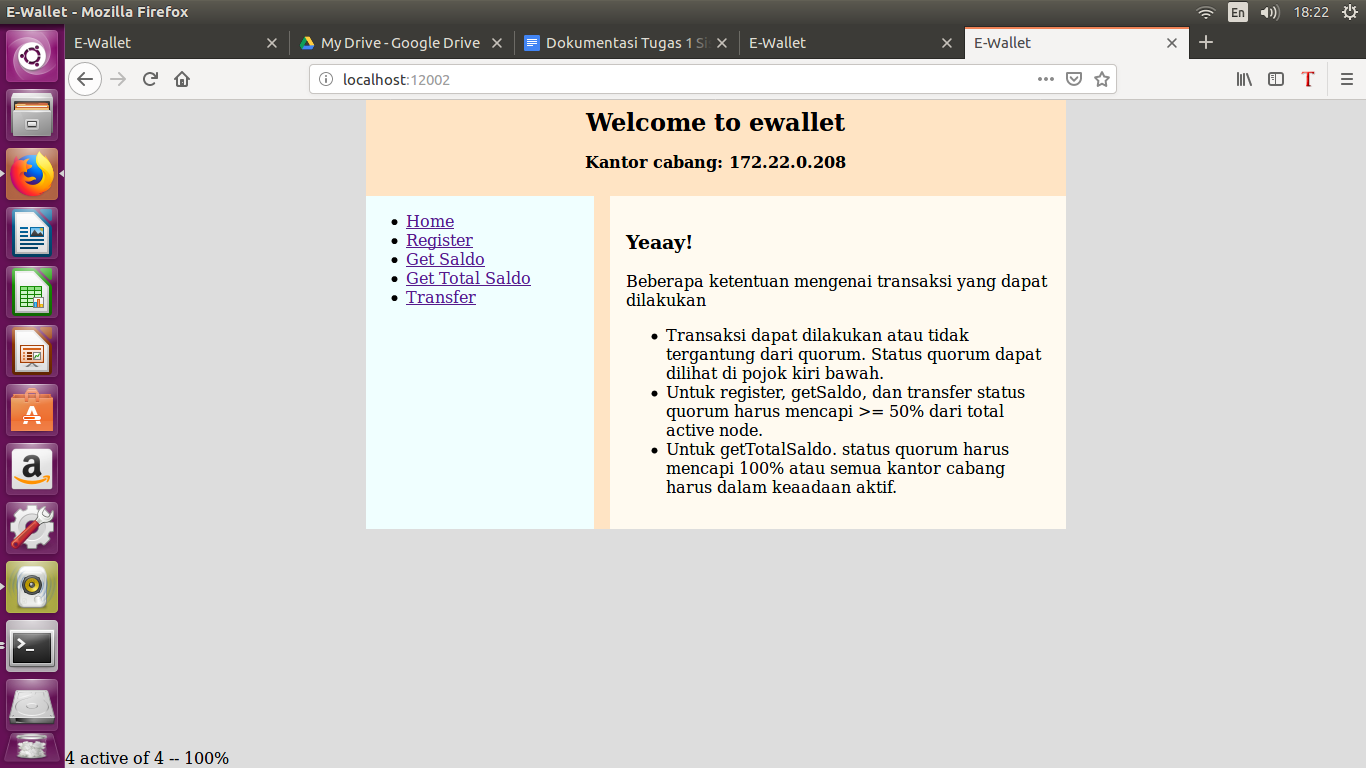 E-Wallet - Mozilla Firefox
En
18:22
E-Wallet
My Drive - Google Drive
Dokumentasi Tugas 1 Si
E-Wallet
E-Wallet
localhost:12002
T
Welcome to ewallet
Kantor cabang: 172.22.0.208
Home
Register
Get Saldo
Get Total Saldo
Transfer
Yeaay!
Beberapa ketentuan mengenai transaksi yang dapat
dilakukan
Transaksi dapat dilakukan atau tidak
tergantung dari quorum. Status quorum dapat
dilihat di pojok kiri bawah.
Untuk register, getSaldo, dan transfer status
quorum harus mencapi >= 50% dari total
active node.
Untuk getTotalSaldo. status quorum harus
mencapi 100% atau semua kantor cabang
harus dalam keaadaan aktif.
4 active of 4 -- 100%